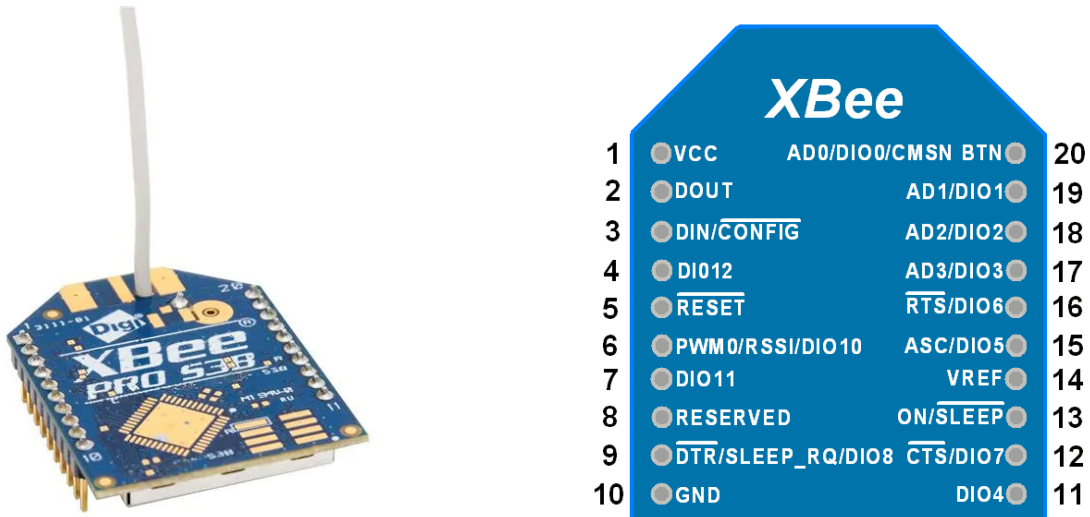 20
1
C111-01
Digi
®
XBee
PRO S3B
10
11
XBee
1 VCC AD0/DIO0/CMSN BTN 20
2 DOUT AD1/DIO1 19
3 DIN/CONFIG AD2/DIO2 18
4 DI012 AD3/DIO3 17
5 RESET RTS/DIO6 16
6 PWM0/RSSI/DIO10 ASC/DIO5 15
7 DIO11 VREF 14
8 RESERVED ON/SLEEP 13
9 DTR/SLEEP_RQ/DIO8 CTS/DIO7 12
10 GND DIO4 11